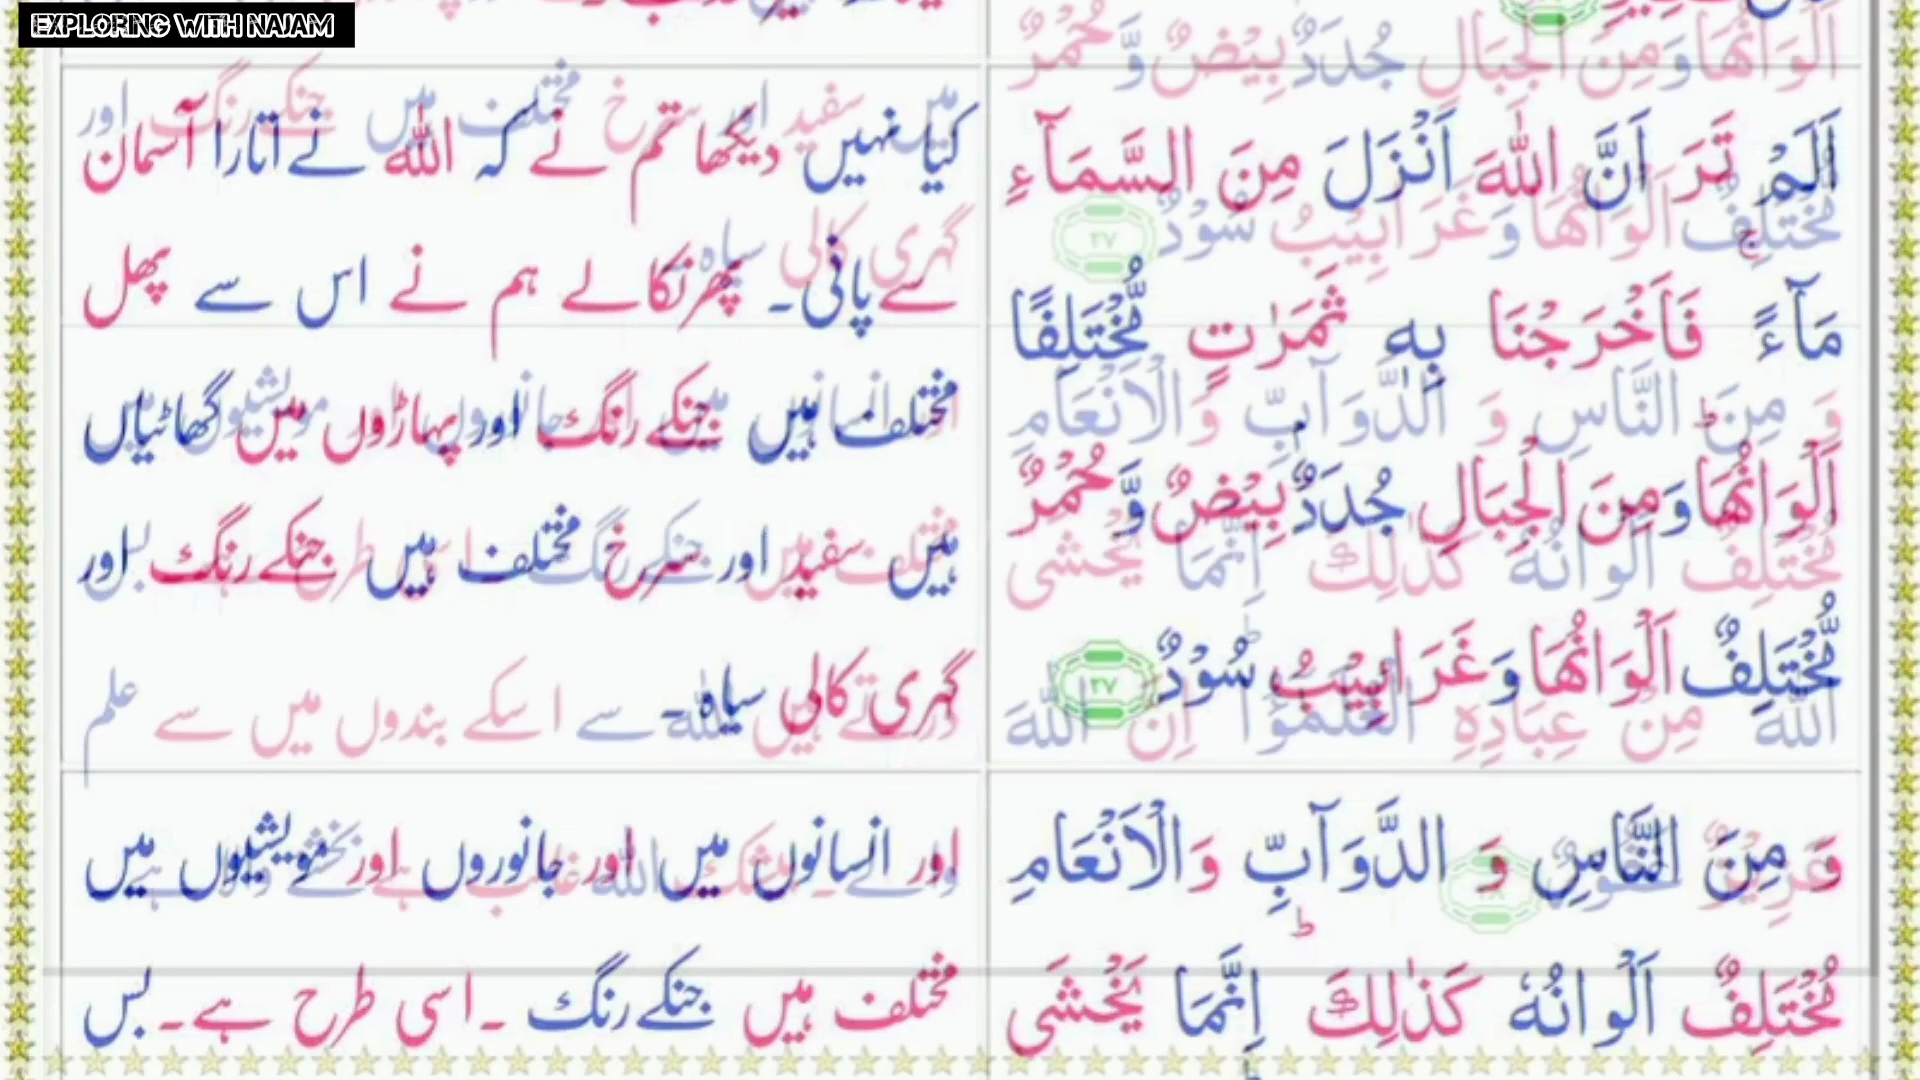 EXPLORING WITH NAJAM
اَلَمْ تَرَ اَنَّ اللّٰهَ اَنْزَلَ مِنَ السَّمَآءِ
مَآءً ۚ فَاَخْرَجْنَا بِهٖ ثَمَرٰتٍ مُّخْتَلِفًا
اَلْوَانُهَا ؕ وَمِنَ الْجِبَالِ جُدَدٌۢ بِيْضٌ وَّ حُمْرٌ
مُّخْتَلِفٌ اَلْوَانُهَا وَغَرَابِيْبُ سُوْدٌ ۲۷
کیا نہیں دیکھا تم نے کہ اللہ نے اتارا آسمان
سے پانی۔ پھر نکالے ہم نے اس سے پھل
مختلف ہیں جنکے رنگ اور پہاڑوں میں گھاٹیاں
ہیں سفید اور سرخ مختلف ہیں جنکے رنگ اور
گہری کالی سیاہ۔
وَ مِنَ النَّاسِ وَ الدَّوَآبِّ وَالْاَنْعَامِ
مُخْتَلِفٌ اَلْوَانُهٗ كَذٰلِكَ ؕ اِنَّمَا يَخْشَى
اور انسانوں میں اور جانوروں اور مویشیوں میں
مختلف ہیں جنکے رنگ ۔ اسی طرح ہے۔ بس